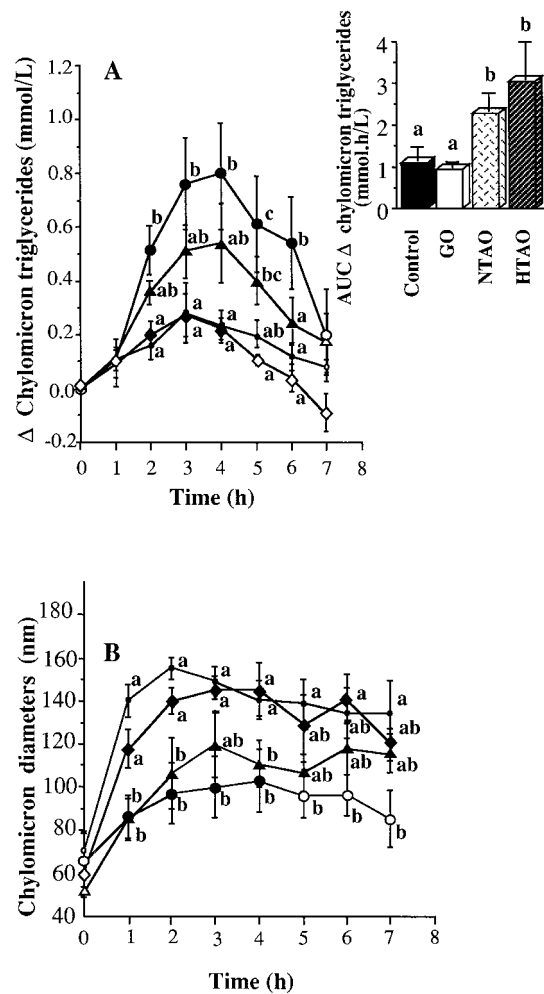 A
Δ Chylomicron triglycerides (mmol/L)
1.2
1.0
0.8
0.6
0.4
0.2
0.0
-0.2
b
b
b
c
b
ab
ab
ab
bc
a
a
a
a
a
a
a
a
a
a
a
a
0 1 2 3 4 5 6 7 8
Time (h)
AUC Δ chylomicron triglycerides
(mmol.h/L)
4
3
2
1
0
a
a
b
b
Control
GO
NTAO
HTAO
B
Chylomicron diameters (nm)
180
160
140
120
100
80
60
40
a
a
a
a
a
a
a
a
a
a
ab
a
ab
ab
b
b
ab
b
ab
ab
ab
b
b
b
b
b
b
b
0 1 2 3 4 5 6 7 8
Time (h)